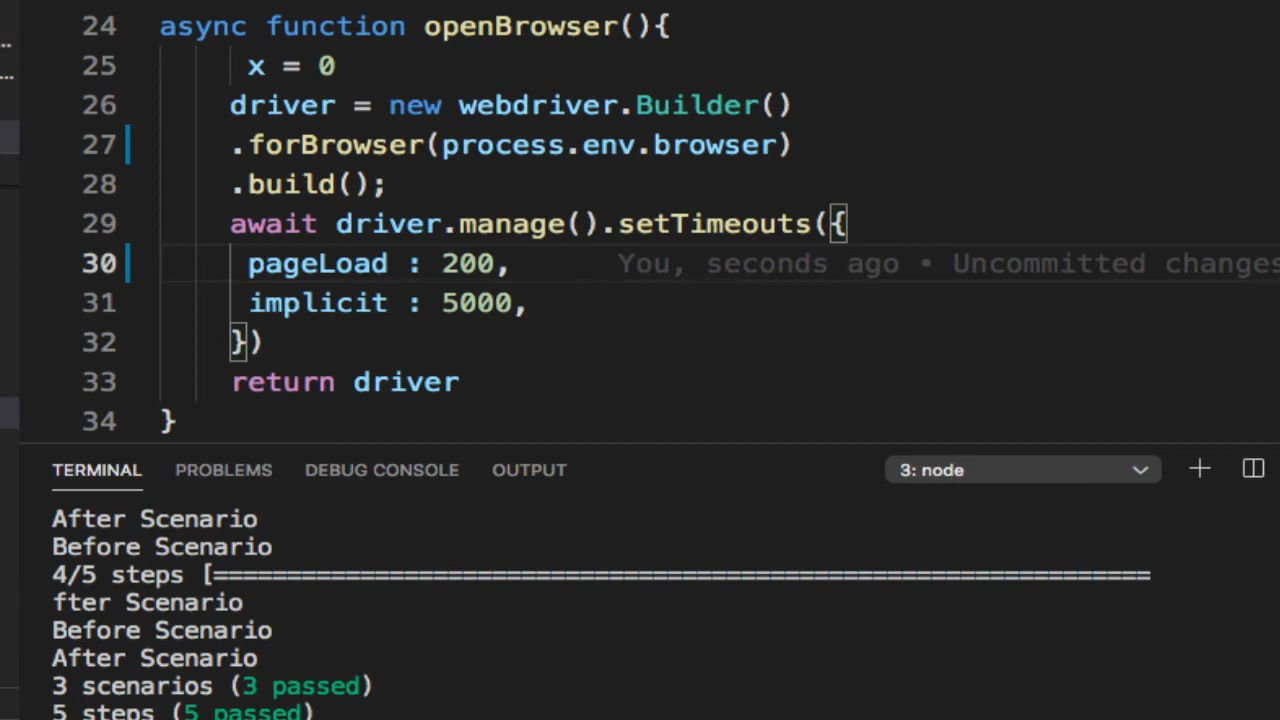 24 async function openBrowser(){
25 x = 0
26 driver = new webdriver.Builder()
27 .forBrowser(process.env.browser)
28 .build();
29 await driver.manage().setTimeouts({
30 pageLoad : 200, You, seconds ago • Uncommitted changes
31 implicit : 5000,
32 })
33 return driver
34 }
TERMINAL PROBLEMS DEBUG CONSOLE OUTPUT 3: node
After Scenario
Before Scenario
4/5 steps [================================================================
fter Scenario
Before Scenario
After Scenario
3 scenarios (3 passed)
5 steps (5 passed)